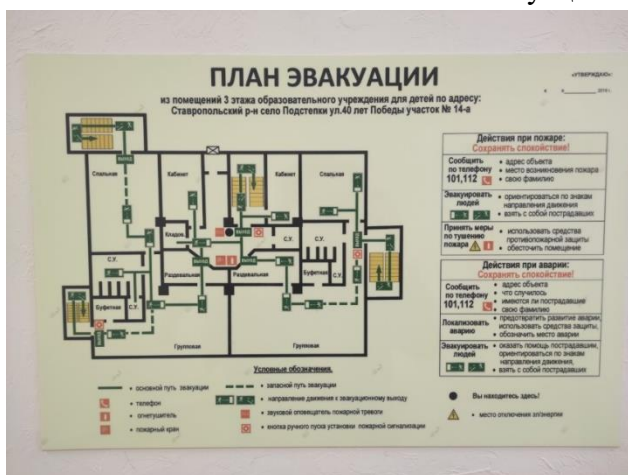 ПЛАН ЭВАКУАЦИИ
из помещений 3 этажа образовательного учреждения для детей по адресу:
Ставропольский р-н село Подстепки ул.40 лет Победы участок № 14-а
«УТВЕРЖДАЮ»
Спальная
Кабинет
Кабинет
Спальная
Кладов.
С.У.
С.У.
С.У.
Раздевальная
Раздевальная
Буфетная
С.У.
Буфетная
С.У.
Групповая
Групповая
Действия при пожаре:
Сохранять спокойствие!
Сообщить по телефону 101,112
• адрес объекта
• место возникновения пожара
• свою фамилию
Эвакуировать людей
• ориентироваться по знакам направления движения
• взять с собой пострадавших
Принять меры по тушению пожара
• использовать средства противопожарной защиты
• обесточить помещение
Действия при аварии:
Сохранять спокойствие!
Сообщить по телефону 101,112
• адрес объекта
• что случилось
• имеются ли пострадавшие
• свою фамилию
Локализовать аварию
• предотвратить развитие аварии,
использовать средства защиты,
• обозначить место аварии
Эвакуировать людей
• оказать помощь пострадавшим,
ориентироваться по знакам
направления движения,
• взять с собой пострадавших
Условные обозначения.
• основной путь эвакуации
• запасной путь эвакуации
• телефон
• направление движения к эвакуационному выходу
• Вы находитесь здесь!
• огнетушитель
• звуковой оповещатель пожарной тревоги
• место отключения эл/энергии
• пожарный кран
• кнопка ручного пуска установки пожарной сигнализации